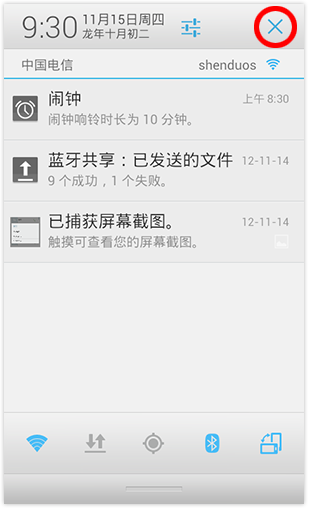 9:30
11月15日周四
龙年十月初二
中国电信 shenduos
闹钟 上午 8:30
闹钟响铃时长为 10 分钟。
蓝牙共享：已发送的文件 12-11-14
9 个成功，1 个失败。
已捕获屏幕截图。 12-11-14
触摸可查看您的屏幕截图。